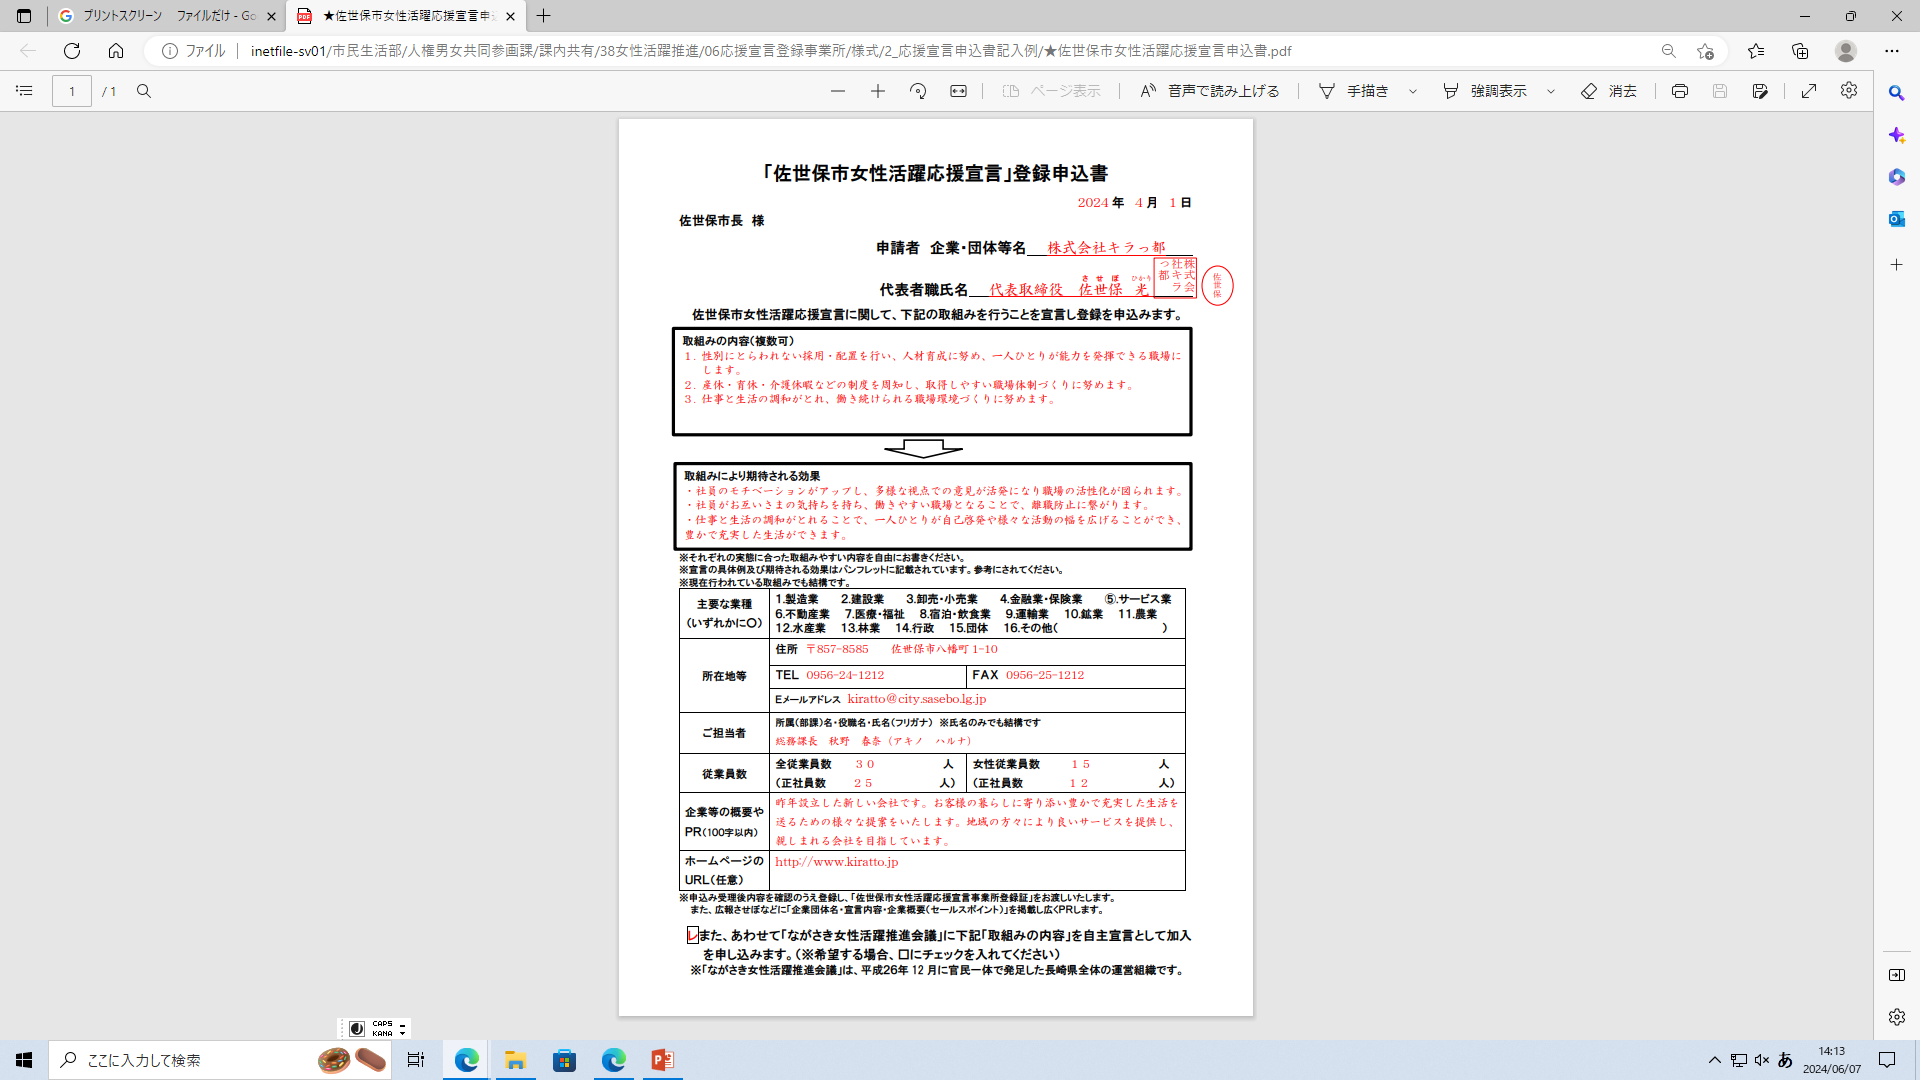 プリントスクリーン　ファイルだけ - Go
★佐世保市女性活躍応援宣言申込
ファイル
inetfile-sv01/市民生活部/人権男女共同参画課/課内共有/38女性活躍推進/06応援宣言登録事業所/様式/2_応援宣言申込書記入例/★佐世保市女性活躍応援宣言申込書.pdf
1 / 1
ページ表示
音声で読み上げる
手描き
強調表示
消去
「佐世保市女性活躍応援宣言」登録申込書
2024 年 4 月 1 日
佐世保市長 様
申請者 企業・団体等名 株式会社キラっ都
させぼ ひかり
代表者職氏名 代表取締役 佐世保 光
株式会社キラっ都
佐世保
佐世保市女性活躍応援宣言に関して、下記の取組みを行うことを宣言し登録を申込みます。
取組みの内容(複数可)
1. 性別にとらわれない採用・配置を行い、人材育成に努め、一人ひとりが能力を発揮できる職場に
します。
2. 産休・育休・介護休暇などの制度を周知し、取得しやすい職場体制づくりに努めます。
3. 仕事と生活の調和がとれ、働き続けられる職場環境づくりに努めます。
取組みにより期待される効果
・社員のモチベーションがアップし、多様な視点での意見が活発になり職場の活性化が図られます。
・社員がお互いさまの気持ちを持ち、働きやすい職場となることで、離職防止に繋がります。
・仕事と生活の調和がとれることで、一人ひとりが自己啓発や様々な活動の幅を広げることができ、
豊かで充実した生活ができます。
※それぞれの実態に合った取組みやすい内容を自由にお書きください。
※宣言の具体例及び期待される効果はパンフレットに記載されています。参考にされてください。
※現在行われている取組みでも結構です。
主要な業種
(いずれかに○)
1.製造業 2.建設業 3.卸売・小売業 4.金融業・保険業 ⑤.サービス業
6.不動産業 7.医療・福祉 8.宿泊・飲食業 9.運輸業 10.鉱業 11.農業
12.水産業 13.林業 14.行政 15.団体 16.その他( )
所在地等
住所 〒857-8585 佐世保市八幡町1-10
TEL 0956-24-1212 FAX 0956-25-1212
Eメールアドレス kiratto@city.sasebo.lg.jp
ご担当者
所属(部課)名・役職名・氏名(フリガナ) ※氏名のみでも結構です
総務課長 秋野 春奈(アキノ ハルナ)
従業員数
全従業員数 30 人 女性従業員数 15 人
(正社員数 25 人) (正社員数 12 人)
企業等の概要や
PR(100字以内)
昨年設立した新しい会社です。お客様の暮らしに寄り添い豊かで充実した生活を
送るための様々な提案をいたします。地域の方々により良いサービスを提供し、
親しまれる会社を目指しています。
ホームページの
URL(任意)
http://www.kiratto.jp
※申込み受理後内容を確認のうえ登録し、「佐世保市女性活躍応援宣言事業所登録証」をお渡しいたします。
また、広報させぼなどに「企業団体名・宣言内容・企業概要(セールスポイント)」を掲載し広くPRします。
レまた、あわせて「ながさき女性活躍推進会議」に下記「取組みの内容」を自主宣言として加入
を申し込みます。(※希望する場合、口にチェックを入れてください)
※「ながさき女性活躍推進会議」は、平成26年12月に官民一体で発足した長崎県全体の運営組織です。
CAPS
KANA
ここに入力して検索
あ
14:13
2024/06/07